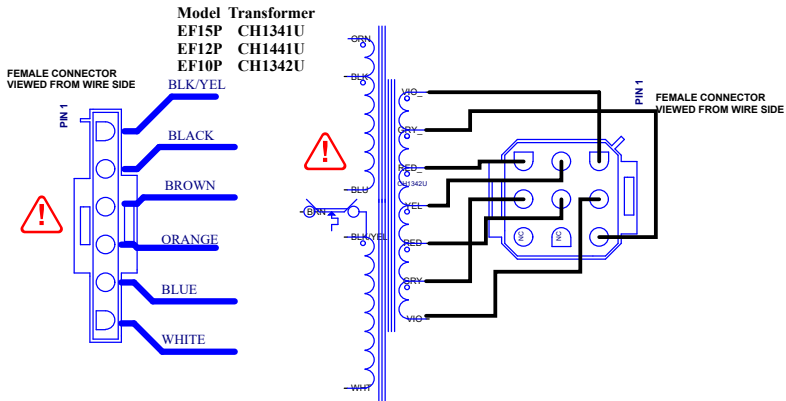 Model Transformer
EF15P CH1341U
EF12P CH1441U
EF10P CH1342U
FEMALE CONNECTOR
VIEWED FROM WIRE SIDE
PIN 1
BLK/YEL
BLACK
BROWN
ORANGE
BLUE
WHITE
ORN
BLK
BLU
BRN
BLK/YEL
WHT
VIO
GRY
RED
CH1342U
YEL
RED
GRY
VIO
PIN 1
FEMALE CONNECTOR
VIEWED FROM WIRE SIDE
NC
NC